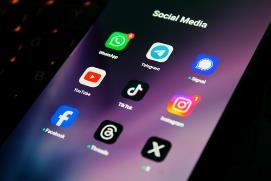 Social Media
WhatsApp
Telegram
Signal
YouTube
TikTok
Instagram
Facebook
Threads
X